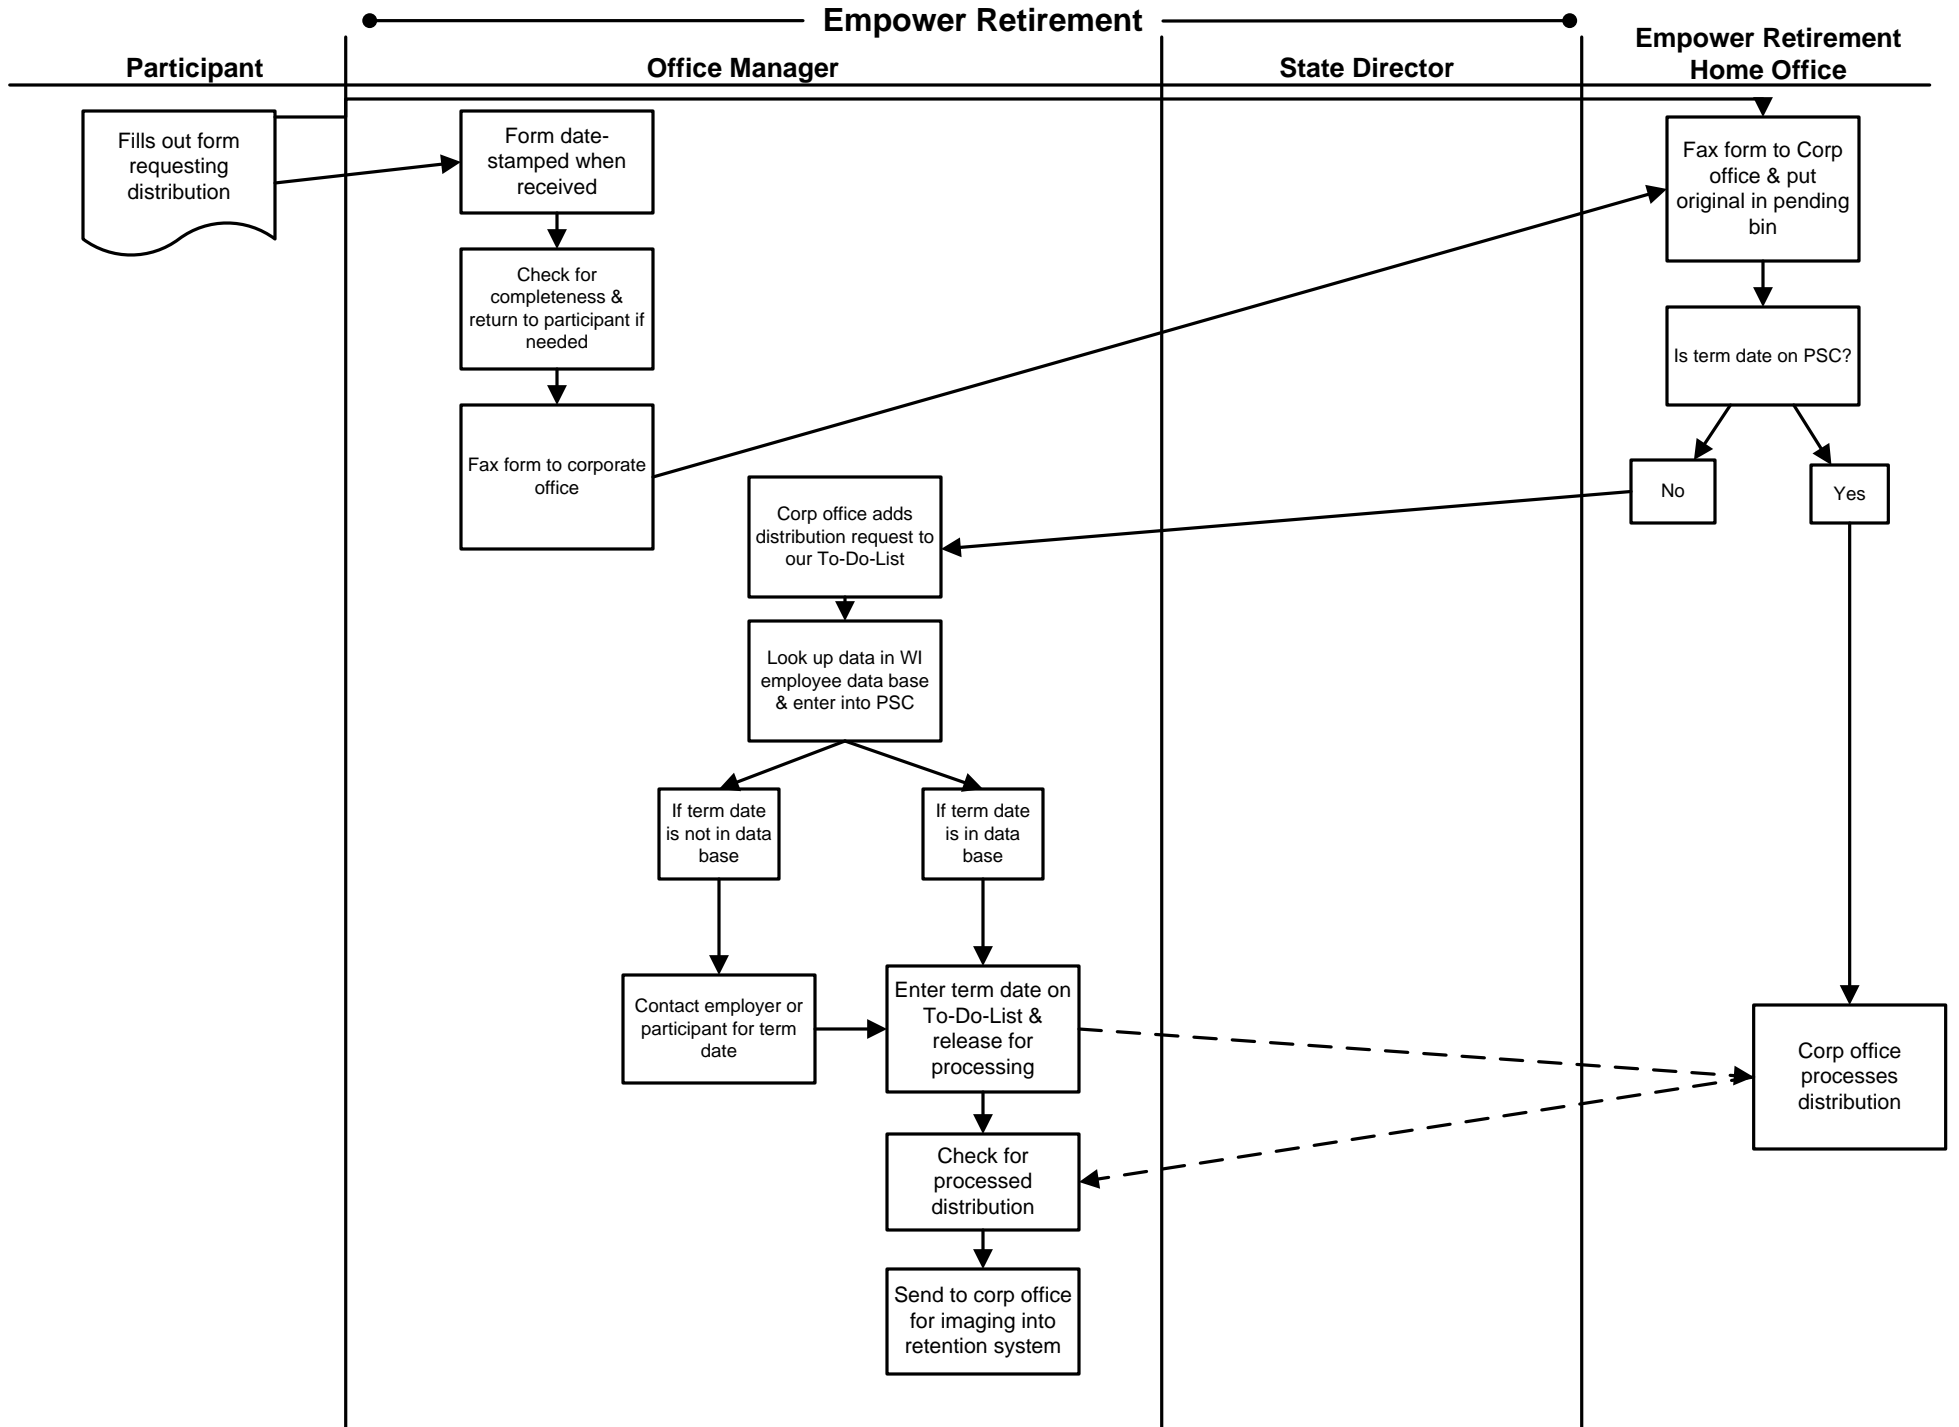 Empower Retirement
Participant
Office Manager
State Director
Empower Retirement
Home Office
Fills out form
requesting
distribution
Form date-
stamped when
received
Check for
completeness &
return to participant if
needed
Fax form to corporate
office
Fax form to Corp
office & put
original in pending
bin
Is term date on PSC?
No
Yes
Corp office adds
distribution request to
our To-Do-List
Look up data in WI
employee data base
& enter into PSC
If term date
is not in data
base
If term date
is in data
base
Contact employer or
participant for term
date
Enter term date on
To-Do-List &
release for
processing
Corp office
processes
distribution
Check for
processed
distribution
Send to corp office
for imaging into
retention system